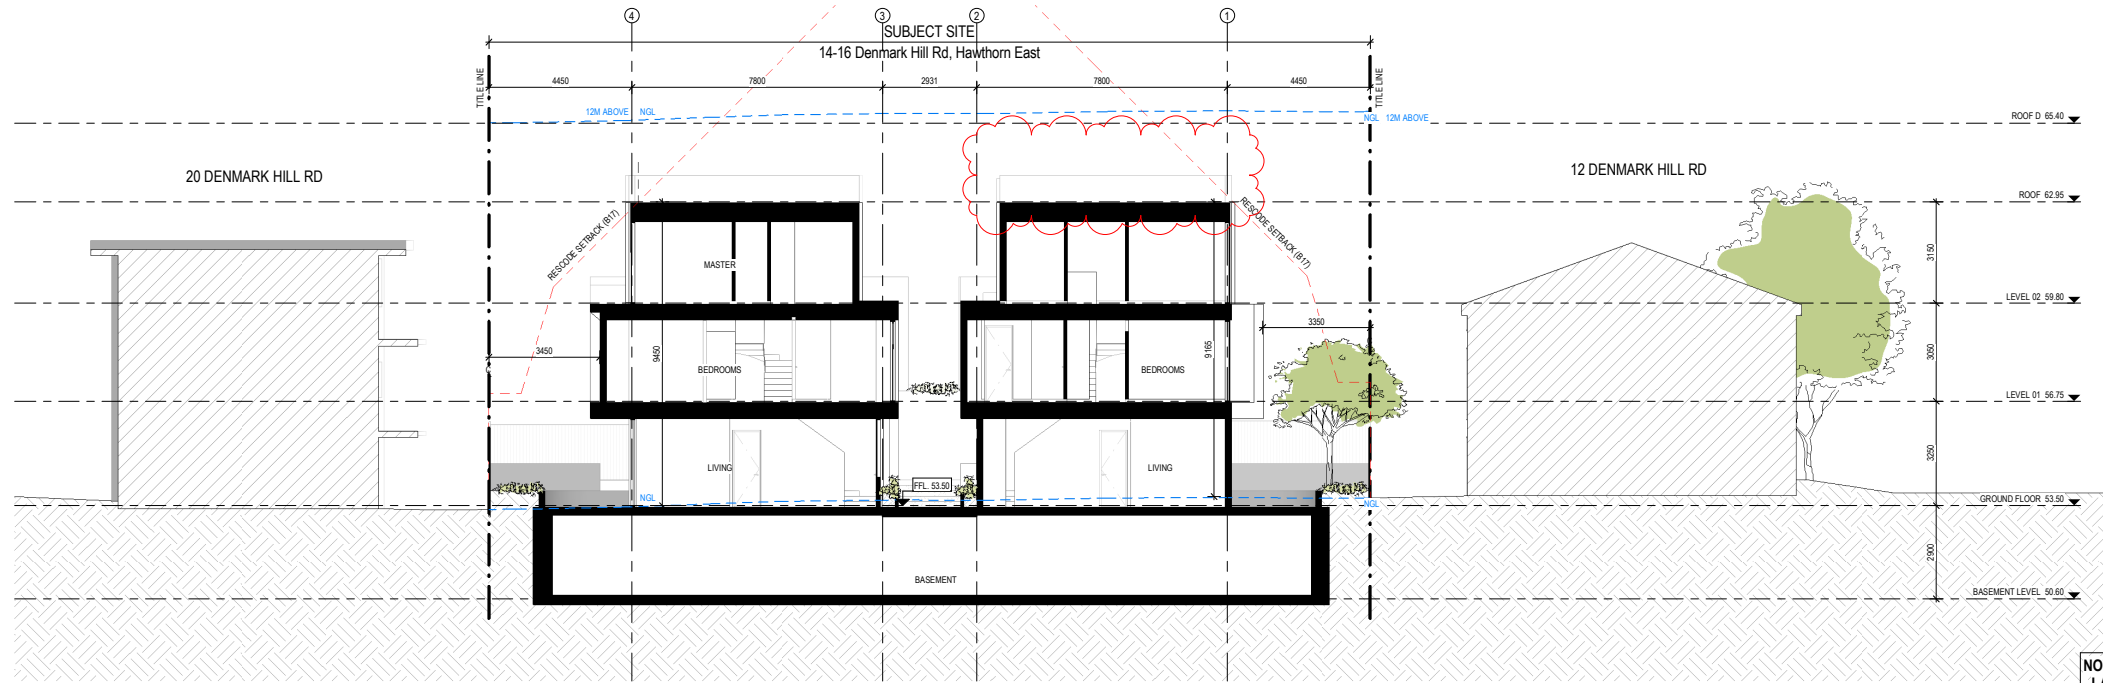 4
3
2
1
SUBJECT SITE
14-16 Denmark Hill Rd, Hawthorn East
TITLE LINE
TITLE LINE
4450
7800
2931
7800
4450
12M ABOVE NGL
NGL 12M ABOVE
ROOF D 65.40
20 DENMARK HILL RD
12 DENMARK HILL RD
ROOF 62.95
RESCODE SETBACK (B17)
RESCODE SETBACK (B17)
3150
MASTER
LEVEL 02 59.80
3350
3450
9450
9165
3050
BEDROOMS
BEDROOMS
LEVEL 01 56.75
LIVING
LIVING
3250
FFL. 53.50
NGL
NGL
GROUND FLOOR 53.50
2900
BASEMENT
BASEMENT LEVEL 50.60
NO